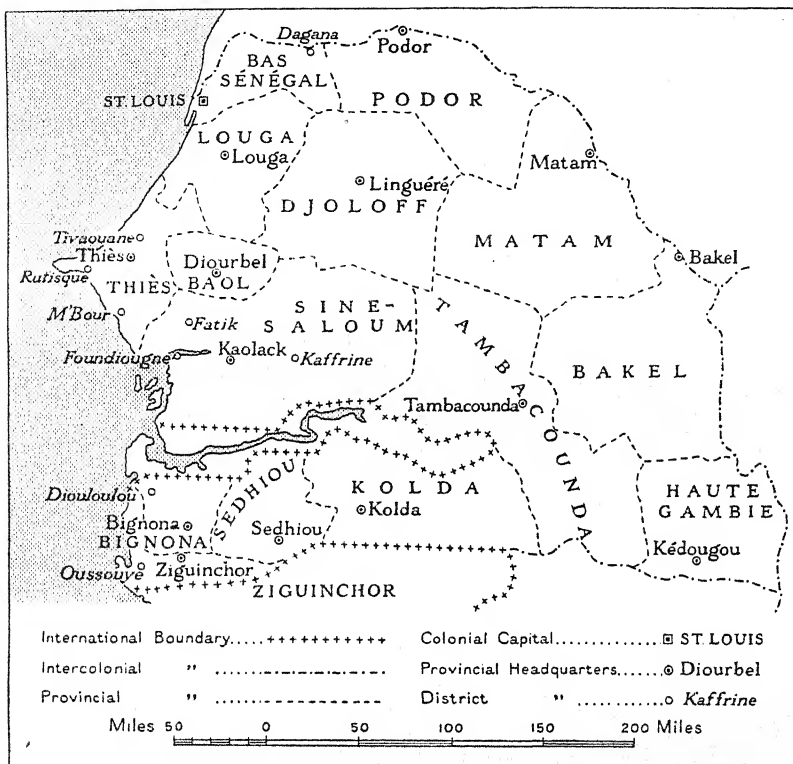 Dagana
Podor
BAS
SÉNÉGAL
ST. LOUIS
PODOR
LOUGA
Louga
Matam
Linguéré
DJOLOFF
Tivaouane
Thiès
Rutisque
THIÈS
Diourbel
BAOL
MATAM
Bakel
M'Bour
SINE-
SALOUM
Fatik
Foundiougne
Kaolack
Kaffrine
TAMBACOUNDA
BAKEL
Tambacounda
Diouloulou
SEDHIOU
KOLDA
Kolda
HAUTE
GAMBIE
Bignona
BIGNONA
Sedhiou
Kédougou
Oussouye
Ziguinchor
ZIGUINCHOR
International Boundary..... +++++++++++
Intercolonial " ......
Provincial " ......
Colonial Capital............ ST. LOUIS
Provincial Headquarters...... Diourbel
District " ......... Kaffrine
Miles 50 0 50 100 150 200 Miles